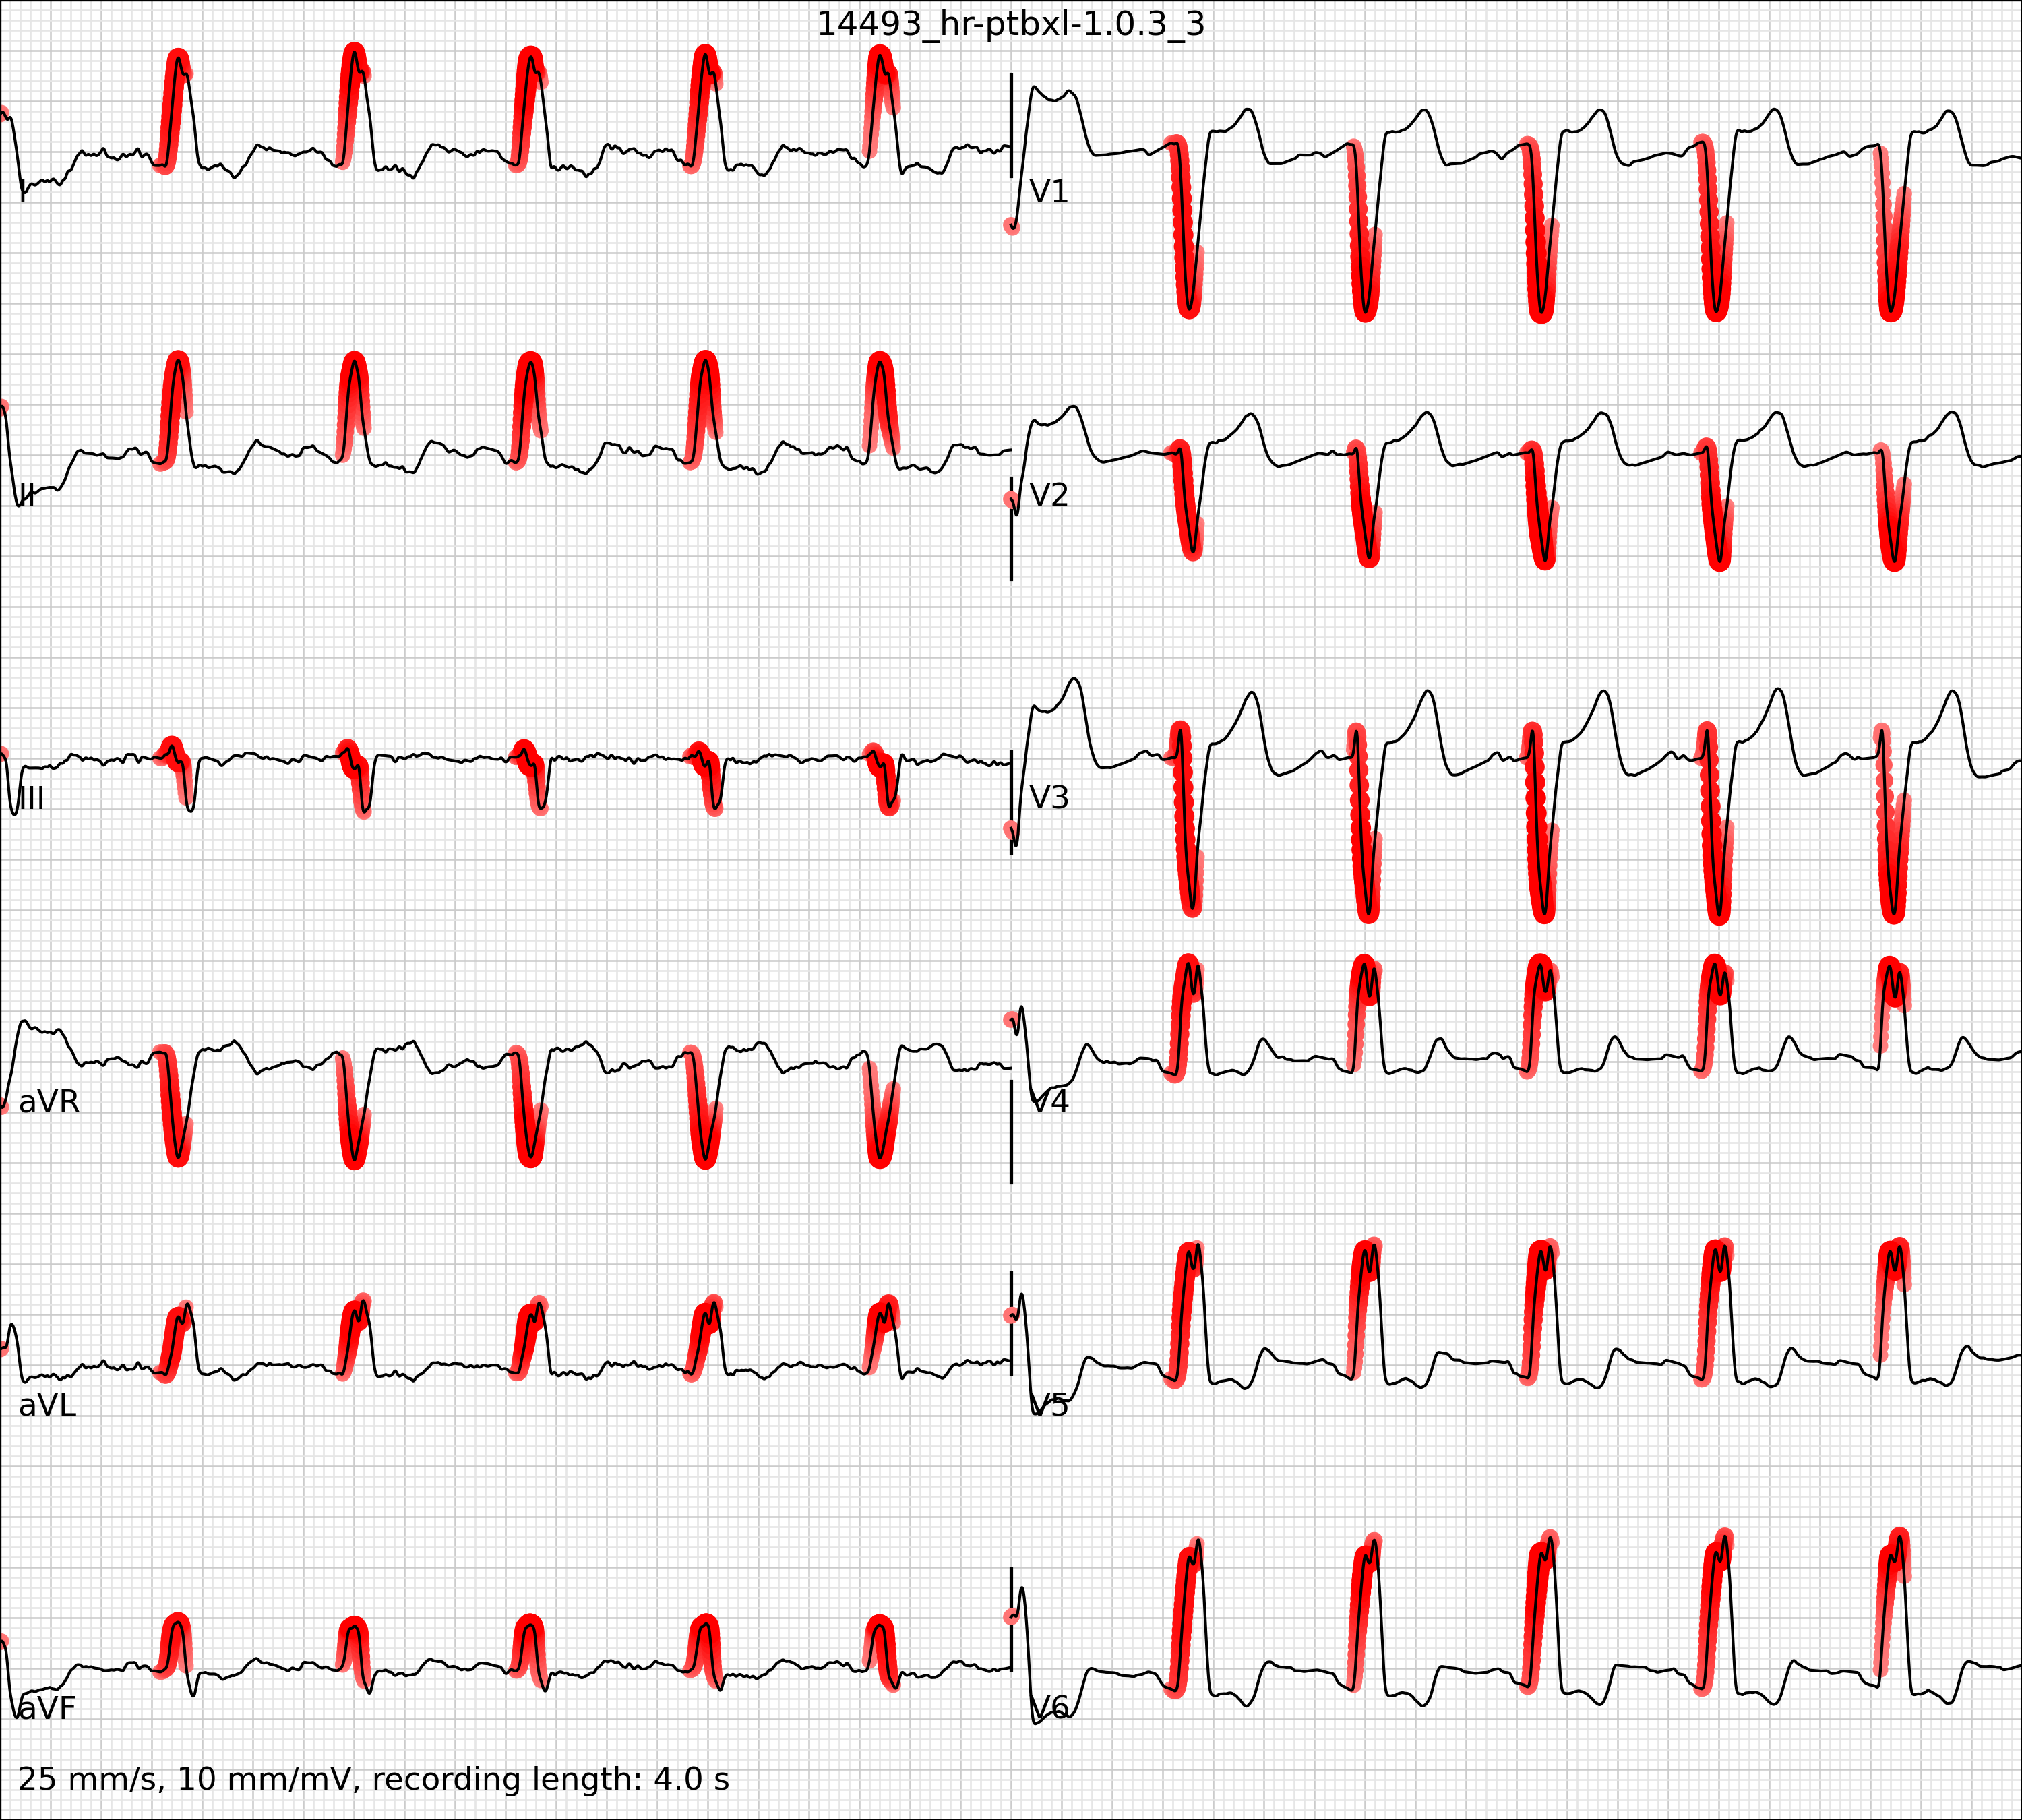 14493_hr-ptbxl-1.0.3_3
I
V1
II
V2
III
V3
aVR
V4
aVL
V5
aVF
V6
25 mm/s, 10 mm/mV, recording length: 4.0 s